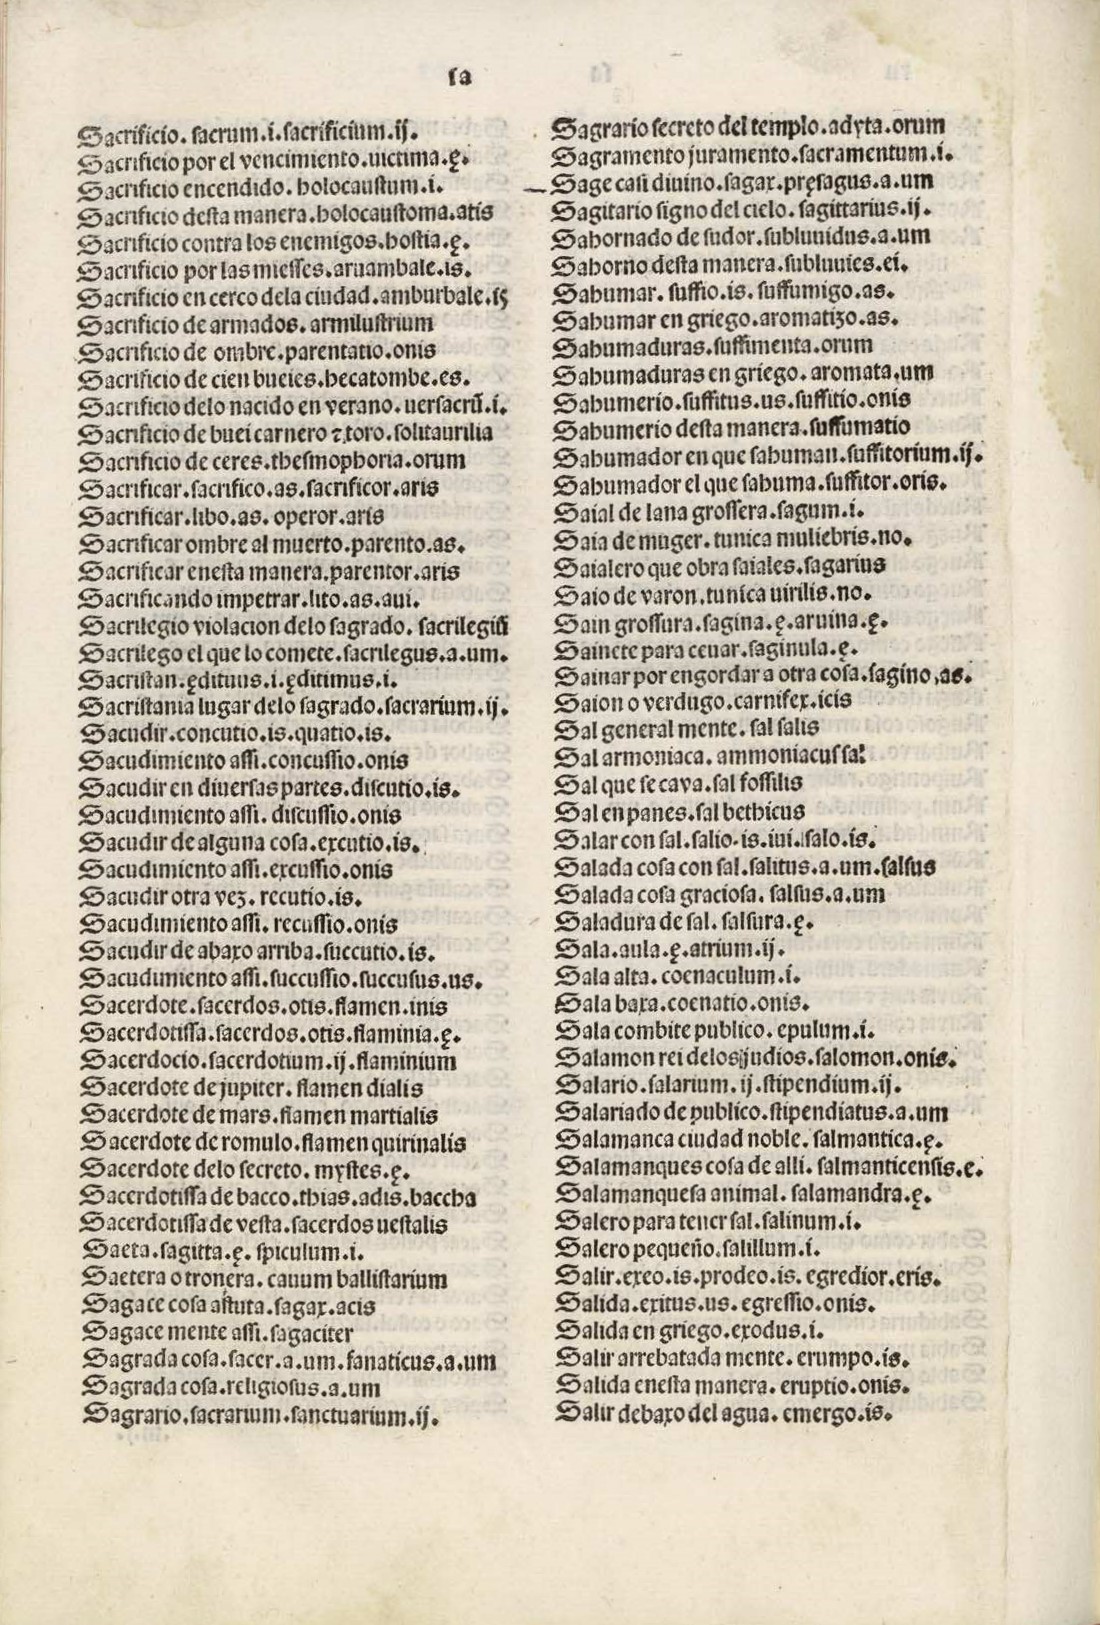 sa
Sacrificio. sacrum.i.sacrificium.ij.
Sacrificio por el vencimiento.uictima.ę.
Sacrificio encendido. holocaustum.i.
Sacrificio desta manera.holocaustoma.atis
Sacrificio contra los enemigos.hostia.ę.
Sacrificio por las miesses.aruambale.is.
Sacrificio en cerco dela ciudad.amburbale.is
Sacrificio de armados. armilustrium
Sacrificio de ombre.parentatio.onis
Sacrificio de cien bueies.hecatombe.es.
Sacrificio delo nacido en verano.uersacrū.i.
Sacrificio de buei carnero ⁊ toro.solitaurilia
Sacrificio de ceres.thesmophoria.orum
Sacrificar.sacrifico.as.sacrificor.aris
Sacrificar.libo.as. operor.aris
Sacrificar ombre al muerto.parento.as.
Sacrificar enesta manera.parentor.aris
Sacrificando impetrar.lito.as.aui.
Sacrilegio violacion delo sagrado. sacrilegiū
Sacrilego el que lo comete.sacrilegus.a.um.
Sacristan.ędituus.i.ęditimus.i.
Sacristania lugar delo sagrado.sacrarium.ij.
Sacudir.concutio.is.quatio.is.
Sacudimiento assi.concussio.onis
Sacudir en diuersas partes.discutio.is.
Sacudimiento assi. discussio.onis
Sacudir de alguna cosa.excutio.is.
Sacudimiento assi.excussio.onis
Sacudir otra vez. recutio.is.
Sacudimiento assi. recussio.onis
Sacudir de abaxo arriba.succutio.is.
Sacudimiento assi.succussio.succusus.us.
Sacerdote.sacerdos.otis.flamen.inis
Sacerdotissa.sacerdos.otis.flaminia.ę.
Sacerdocio.sacerdotium.ij.flaminium
Sacerdote de jupiter. flamen dialis
Sacerdote de mars.flamen martialis
Sacerdote de romulo.flamen quirinalis
Sacerdote delo secreto. mystes.ę.
Sacerdotissa de bacco.thias.adis.baccha
Sacerdotissa de vesta.sacerdos uestalis
Saeta.sagitta.ę. spiculum.i.
Saetera o tronera. cauum ballistarium
Sagace cosa astuta.sagax.acis
Sagace mente assi.sagaciter
Sagrada cosa.sacer.a.um.fanaticus.a.um
Sagrada cosa.religiosus.a.um
Sagrario.sacrarium.sanctuarium.ij.
Sagrario secreto del templo.adyta.orum
Sagramento juramento.sacramentum.i.
Sage casi diuino.sagax.pręsagus.a.um
Sagitario signo del cielo. sagittarius.ij.
Sahornado de sudor.subluuidus.a.um
Sahorno desta manera.subluuies.ei.
Sahumar. suffio.is. suffumigo.as.
Sahumar en griego.aromatizo.as.
Sahumaduras.suffimenta.orum
Sahumaduras en griego. aromata.um
Sahumerio.suffitus.us.suffitio.onis
Sahumerio desta manera.suffumatio
Sahumador en que sahuman.suffitorium.ij.
Sahumador el que sahuma.suffitor.oris.
Saial de lana grossera.sagum.i.
Saia de muger.tunica muliebris.no.
Saialero que obra saiales.sagarius
Saio de varon.tunica uirilis.no.
Sain grossura.sagina.ę.aruina.ę.
Sainete para ceuar.saginula.ę.
Sainar por engordar a otra cosa.sagino.as.
Saion o verdugo.carnifex.icis
Sal general mente. sal salis
Sal armoniaca. ammoniacus sal
Sal que se cava.sal fossilis
Sal en panes.sal bethicus
Salar con sal.salio.is.iui.salo.is.
Salada cosa con sal.salitus.a.um.salsus
Salada cosa graciosa. salsus.a.um
Saladura de sal. salsura.ę.
Sala.aula.ę.atrium.ij.
Sala alta. coenaculum.i.
Sala baxa.coenatio.onis.
Sala combite publico. epulum.i.
Salamon rei delos judios.salomon.onis.
Salario.salarium.ij.stipendium.ij.
Salariado de publico.stipendiatus.a.um
Salamanca ciudad noble. salmantica.ę.
Salamanques cosa de alli. salmanticensis.e.
Salamanquesa animal. salamandra.ę.
Salero para tener sal.salinum.i.
Salero pequeño.salillum.i.
Salir.exeo.is.prodeo.is. egredior.eris.
Salida.exitus.us. egressio.onis.
Salida en griego.exodus.i.
Salir arrebatada mente. erumpo.is.
Salida enesta manera. eruptio.onis.
Salir debaxo del agua. emergo.is.